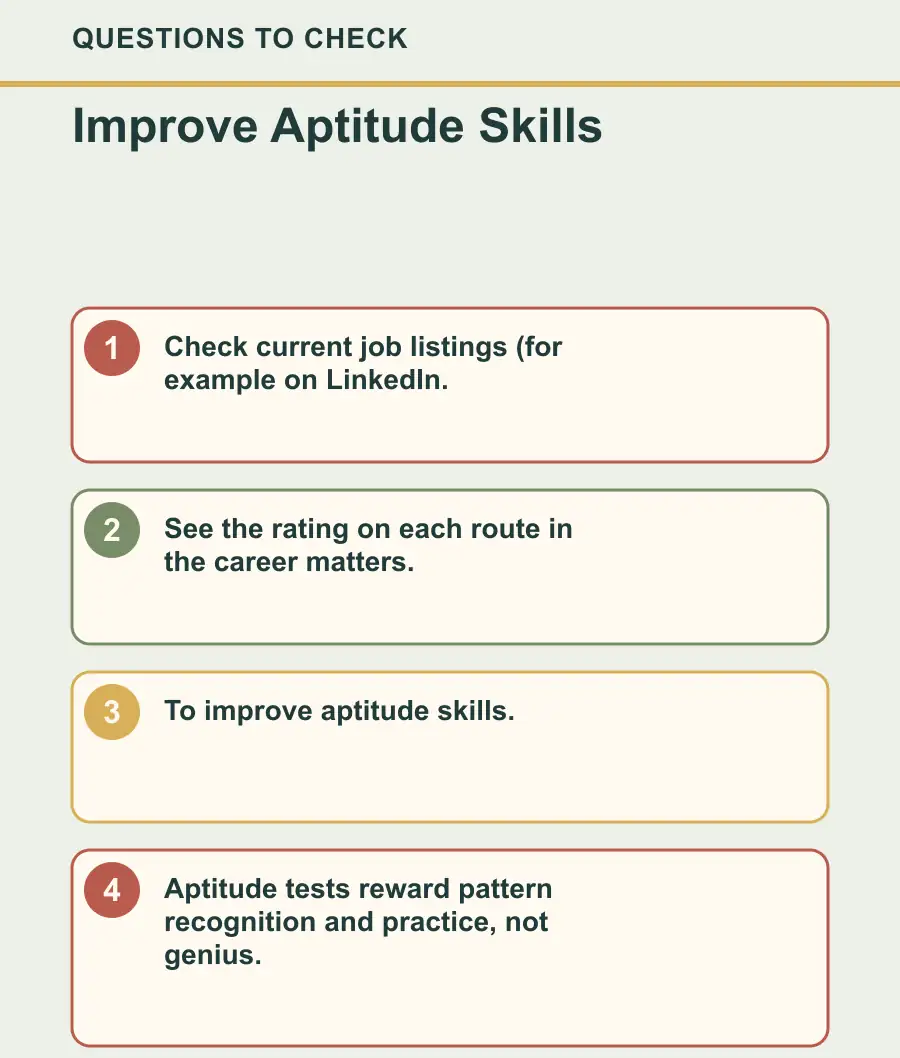 QUESTIONS TO CHECK
Improve Aptitude Skills
1
Check current job listings (for
example on LinkedIn.
2
See the rating on each route in
the career matters.
3
To improve aptitude skills.
4
Aptitude tests reward pattern
recognition and practice, not
genius.